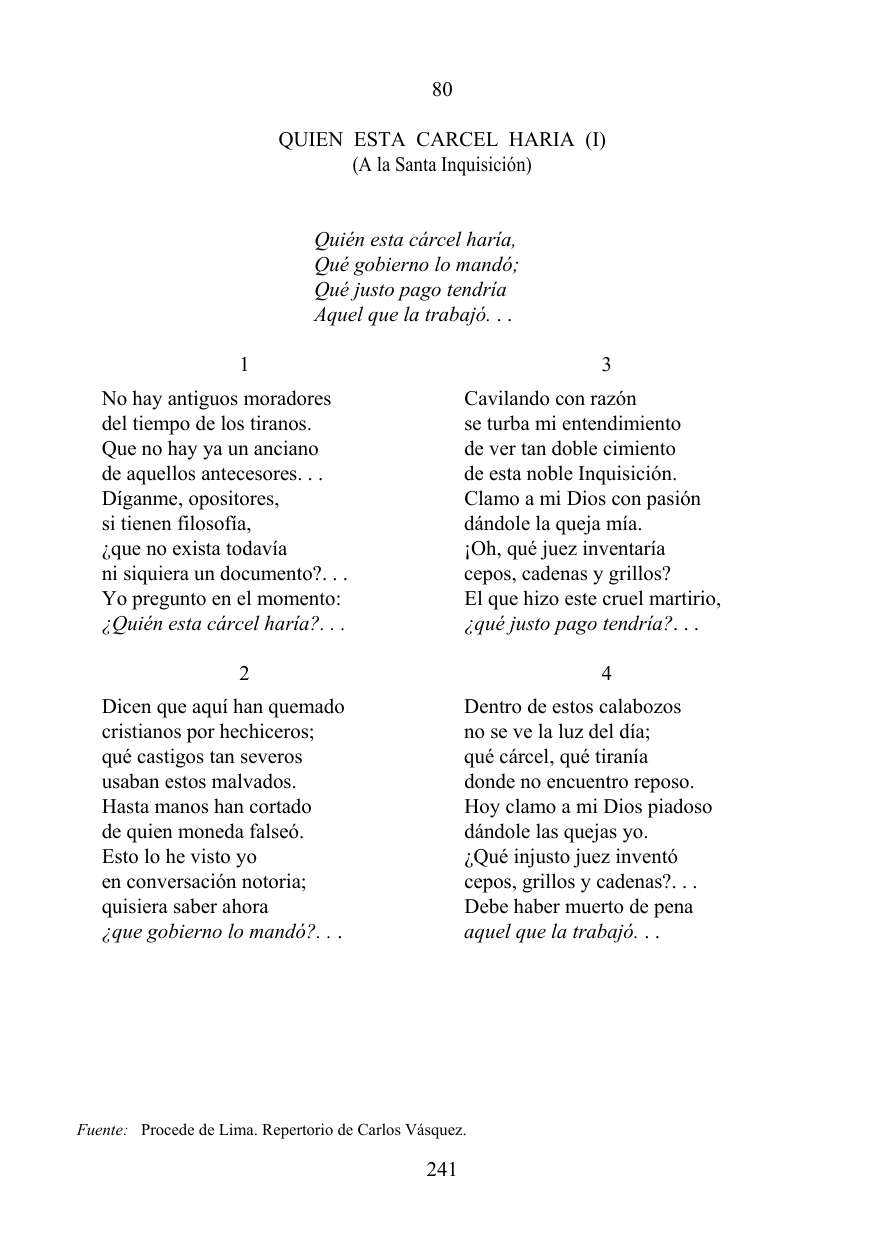 80
QUIEN ESTA CARCEL HARIA (I)
(A la Santa Inquisición)
Quién esta cárcel haría,
Qué gobierno lo mandó;
Qué justo pago tendría
Aquel que la trabajó. . .
1
No hay antiguos moradores
del tiempo de los tiranos.
Que no hay ya un anciano
de aquellos antecesores. . .
Díganme, opositores,
si tienen filosofía,
¿que no exista todavía
ni siquiera un documento?. . .
Yo pregunto en el momento:
¿Quién esta cárcel haría?. . .
2
Dicen que aquí han quemado
cristianos por hechiceros;
qué castigos tan severos
usaban estos malvados.
Hasta manos han cortado
de quien moneda falseó.
Esto lo he visto yo
en conversación notoria;
quisiera saber ahora
¿que gobierno lo mandó?. . .
3
Cavilando con razón
se turba mi entendimiento
de ver tan doble cimiento
de esta noble Inquisición.
Clamo a mi Dios con pasión
dándole la queja mía.
¡Oh, qué juez inventaría
cepos, cadenas y grillos?
El que hizo este cruel martirio,
¿qué justo pago tendría?. . .
4
Dentro de estos calabozos
no se ve la luz del día;
qué cárcel, qué tiranía
donde no encuentro reposo.
Hoy clamo a mi Dios piadoso
dándole las quejas yo.
¿Qué injusto juez inventó
cepos, grillos y cadenas?. . .
Debe haber muerto de pena
aquel que la trabajó. . .
Fuente: Procede de Lima. Repertorio de Carlos Vásquez.
241